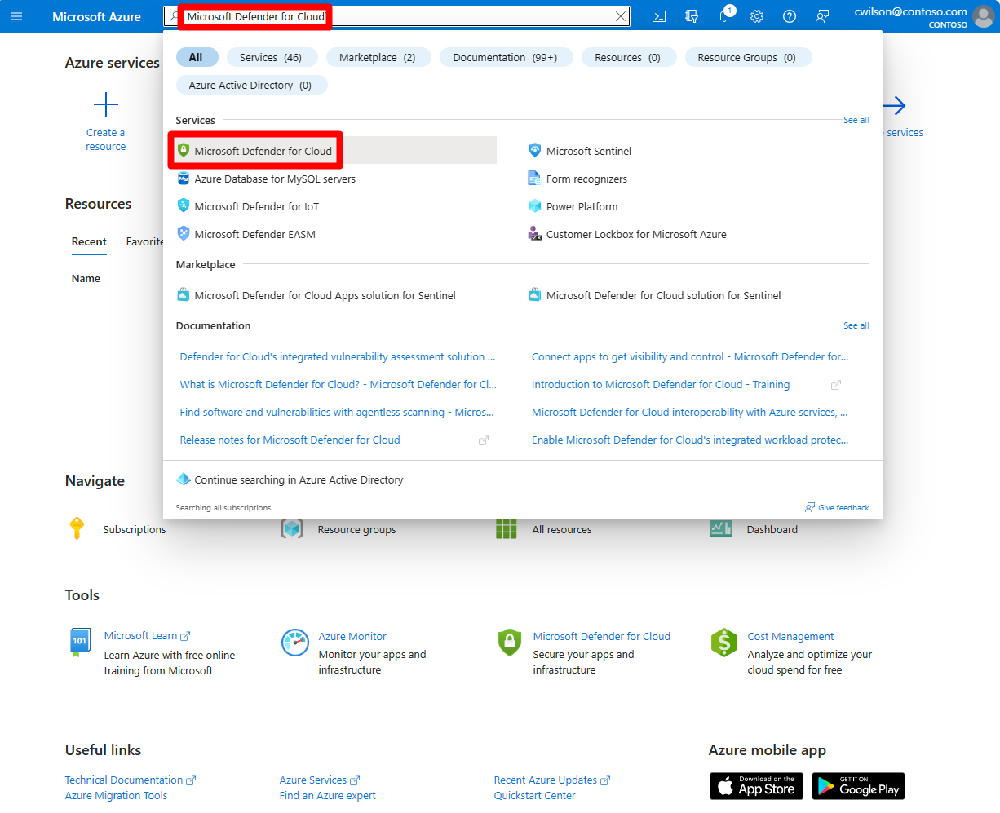 Microsoft Azure
Microsoft Defender for Cloud
1
cwilson@contoso.com
CONTOSO
Azure services
Create a
resource
services
All
Services (46)
Marketplace (2)
Documentation (99+)
Resources (0)
Resource Groups (0)
Azure Active Directory (0)
Services
See all
Microsoft Defender for Cloud
Microsoft Sentinel
Azure Database for MySQL servers
Form recognizers
Microsoft Defender for IoT
Power Platform
Microsoft Defender EASM
Customer Lockbox for Microsoft Azure
Marketplace
Microsoft Defender for Cloud Apps solution for Sentinel
Microsoft Defender for Cloud solution for Sentinel
Documentation
See all
Defender for Cloud's integrated vulnerability assessment solution ...
Connect apps to get visibility and control - Microsoft Defender for...
What is Microsoft Defender for Cloud? - Microsoft Defender for Cl...
Introduction to Microsoft Defender for Cloud - Training
Find software and vulnerabilities with agentless scanning - Micros...
Microsoft Defender for Cloud interoperability with Azure services, ...
Release notes for Microsoft Defender for Cloud
Enable Microsoft Defender for Cloud's integrated workload protec...
Continue searching in Azure Active Directory
Searching all subscriptions.
Give feedback
Resources
Recent
Favorite
Name
Navigate
Subscriptions
Resource groups
All resources
Dashboard
Tools
101
Microsoft Learn
Learn Azure with free online
training from Microsoft
Azure Monitor
Monitor your apps and
infrastructure
Microsoft Defender for Cloud
Secure your apps and
infrastructure
$
Cost Management
Analyze and optimize your
cloud spend for free
Useful links
Technical Documentation
Azure Services
Recent Azure Updates
Azure Migration Tools
Find an Azure expert
Quickstart Center
Azure mobile app
Download on the
App Store
GET IT ON
Google Play